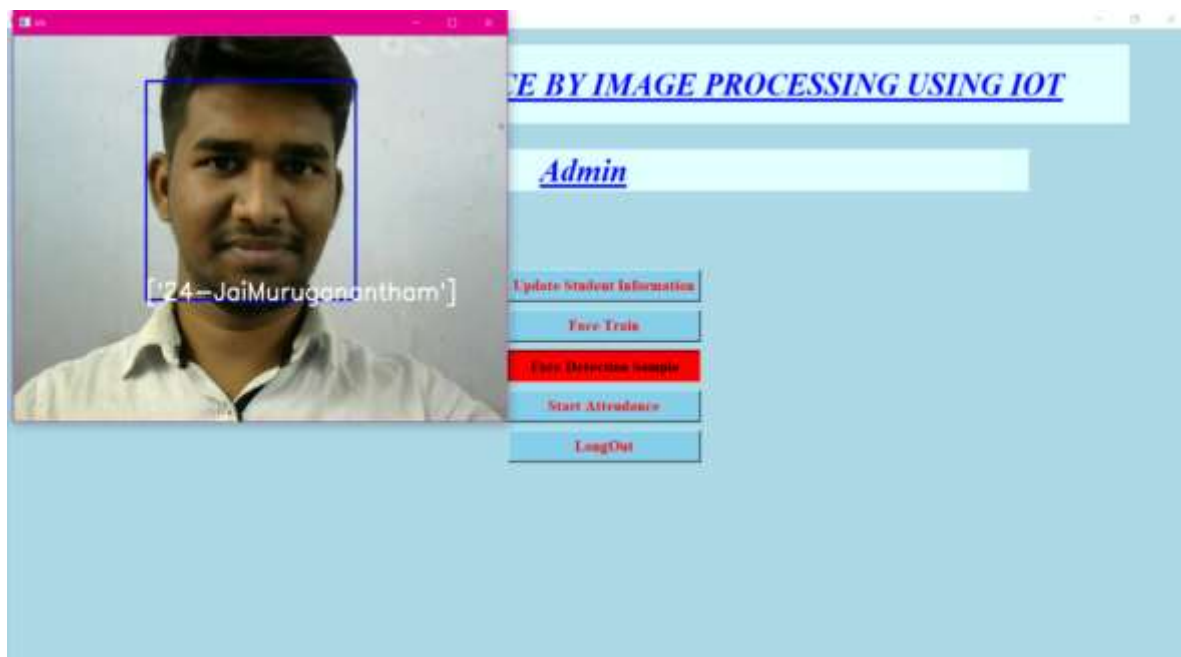 CE BY IMAGE PROCESSING USING IOT
Admin
['24-JaiMuruganantham']
Update Student Information
Face Train
Face Detection Sample
Start Attendance
LongOut